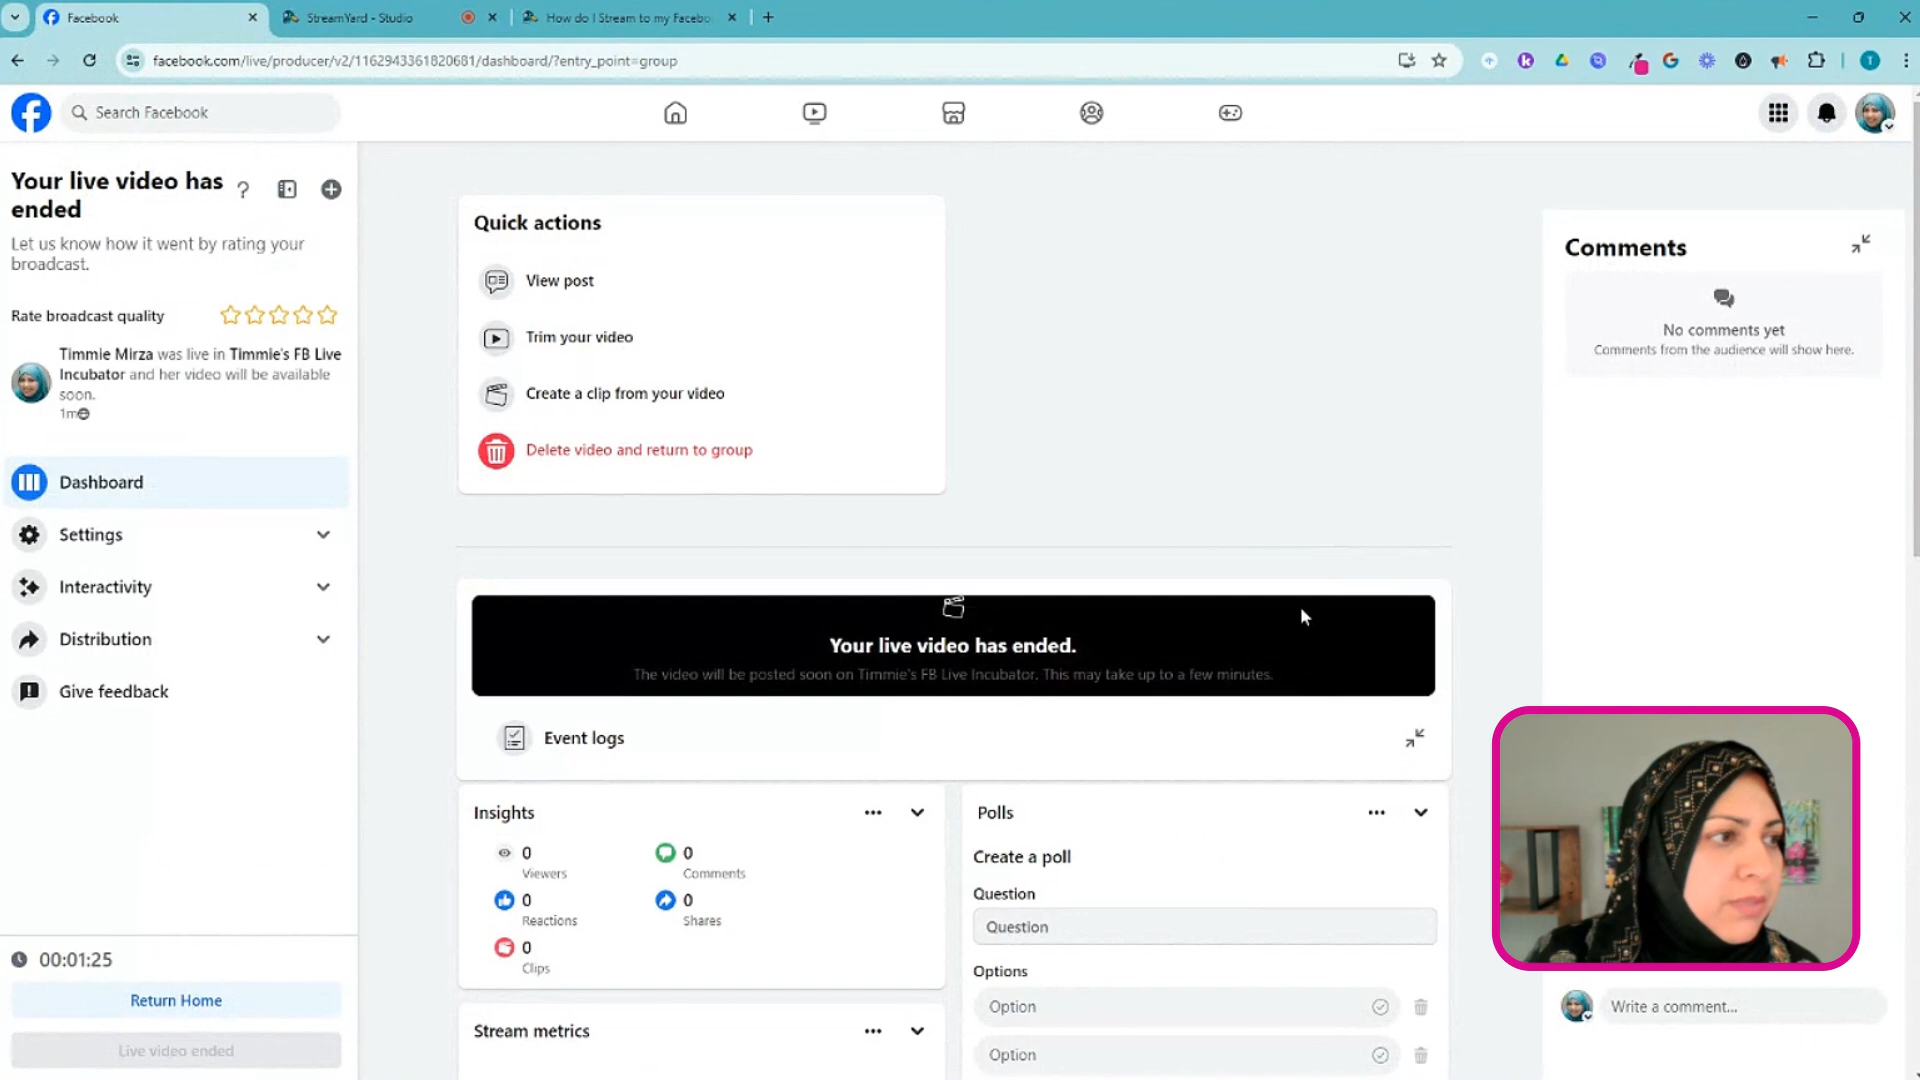 Facebook
StreamYard - Studio
How do I Stream to my Facebo
facebook.com/live/producer/v2/1162943361820681/dashboard/?entry_point=group
T
Search Facebook
Your live video has
ended
Let us know how it went by rating your
broadcast.
Rate broadcast quality
Timmie Mirza was live in Timmie's FB Live
Incubator and her video will be available
soon.
1m
Dashboard
Settings
Interactivity
Distribution
Give feedback
00:01:25
Return Home
Live video ended
Quick actions
View post
Trim your video
Create a clip from your video
Delete video and return to group
Your live video has ended.
The video will be posted soon on Timmie's FB Live Incubator. This may take up to a few minutes.
Event logs
Insights
0
Viewers
0
Comments
0
Reactions
0
Shares
0
Clips
Stream metrics
Polls
Create a poll
Question
Question
Options
Option
Option
Comments
No comments yet
Comments from the audience will show here.
Write a comment...